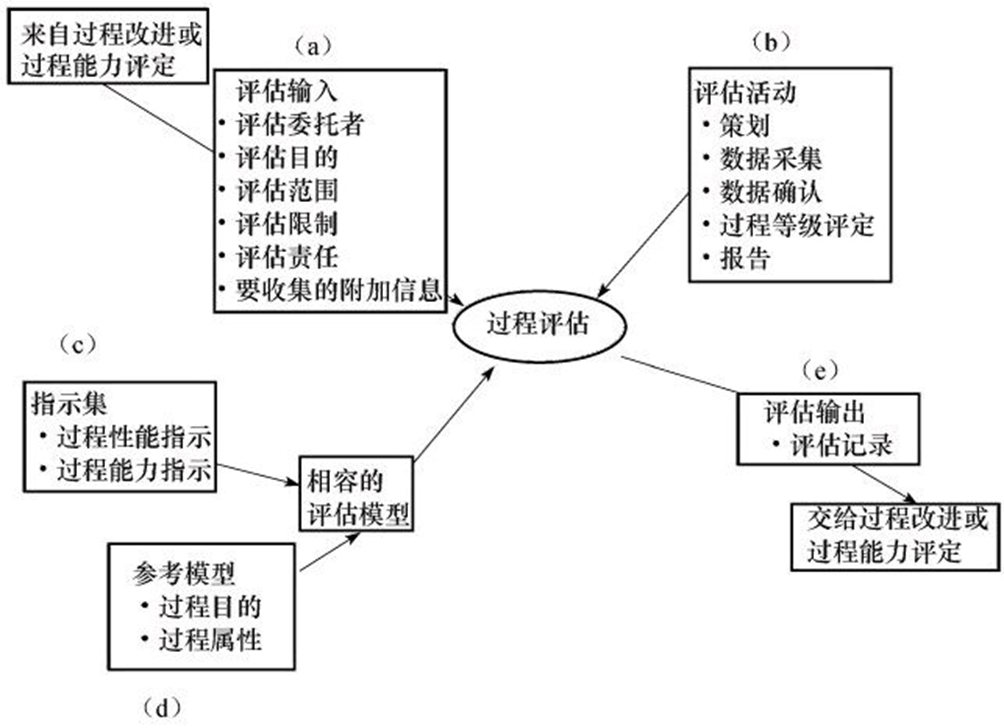 来自过程改进或
过程能力评定
（a）
评估输入
·评估委托者
·评估目的
·评估范围
·评估限制
·评估责任
·要收集的附加信息
（b）
评估活动
·策划
·数据采集
·数据确认
·过程等级评定
·报告
过程评估
（c）
指示集
·过程性能指示
·过程能力指示
相容的
评估模型
参考模型
·过程目的
·过程属性
（d）
（e）
评估输出
·评估记录
交给过程改进或
过程能力评定